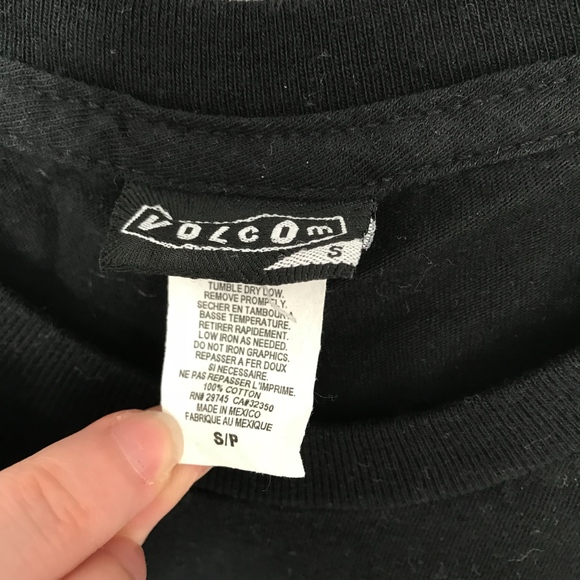 VOLCOM
S
TUMBLE DRY LOW.
REMOVE PROMPTLY.
SECHER EN TAMBOUR A
BASSE TEMPERATURE.
RETIRER RAPIDEMENT.
LOW IRON AS NEEDED.
DO NOT IRON GRAPHICS.
REPASSER A FER DOUX
SI NECESSAIRE.
NE PAS REPASSER L'IMPRIME.
100% COTTON
RN# 29745 CA#32350
MADE IN MEXICO
FABRIQUE AU MEXIQUE
S/P